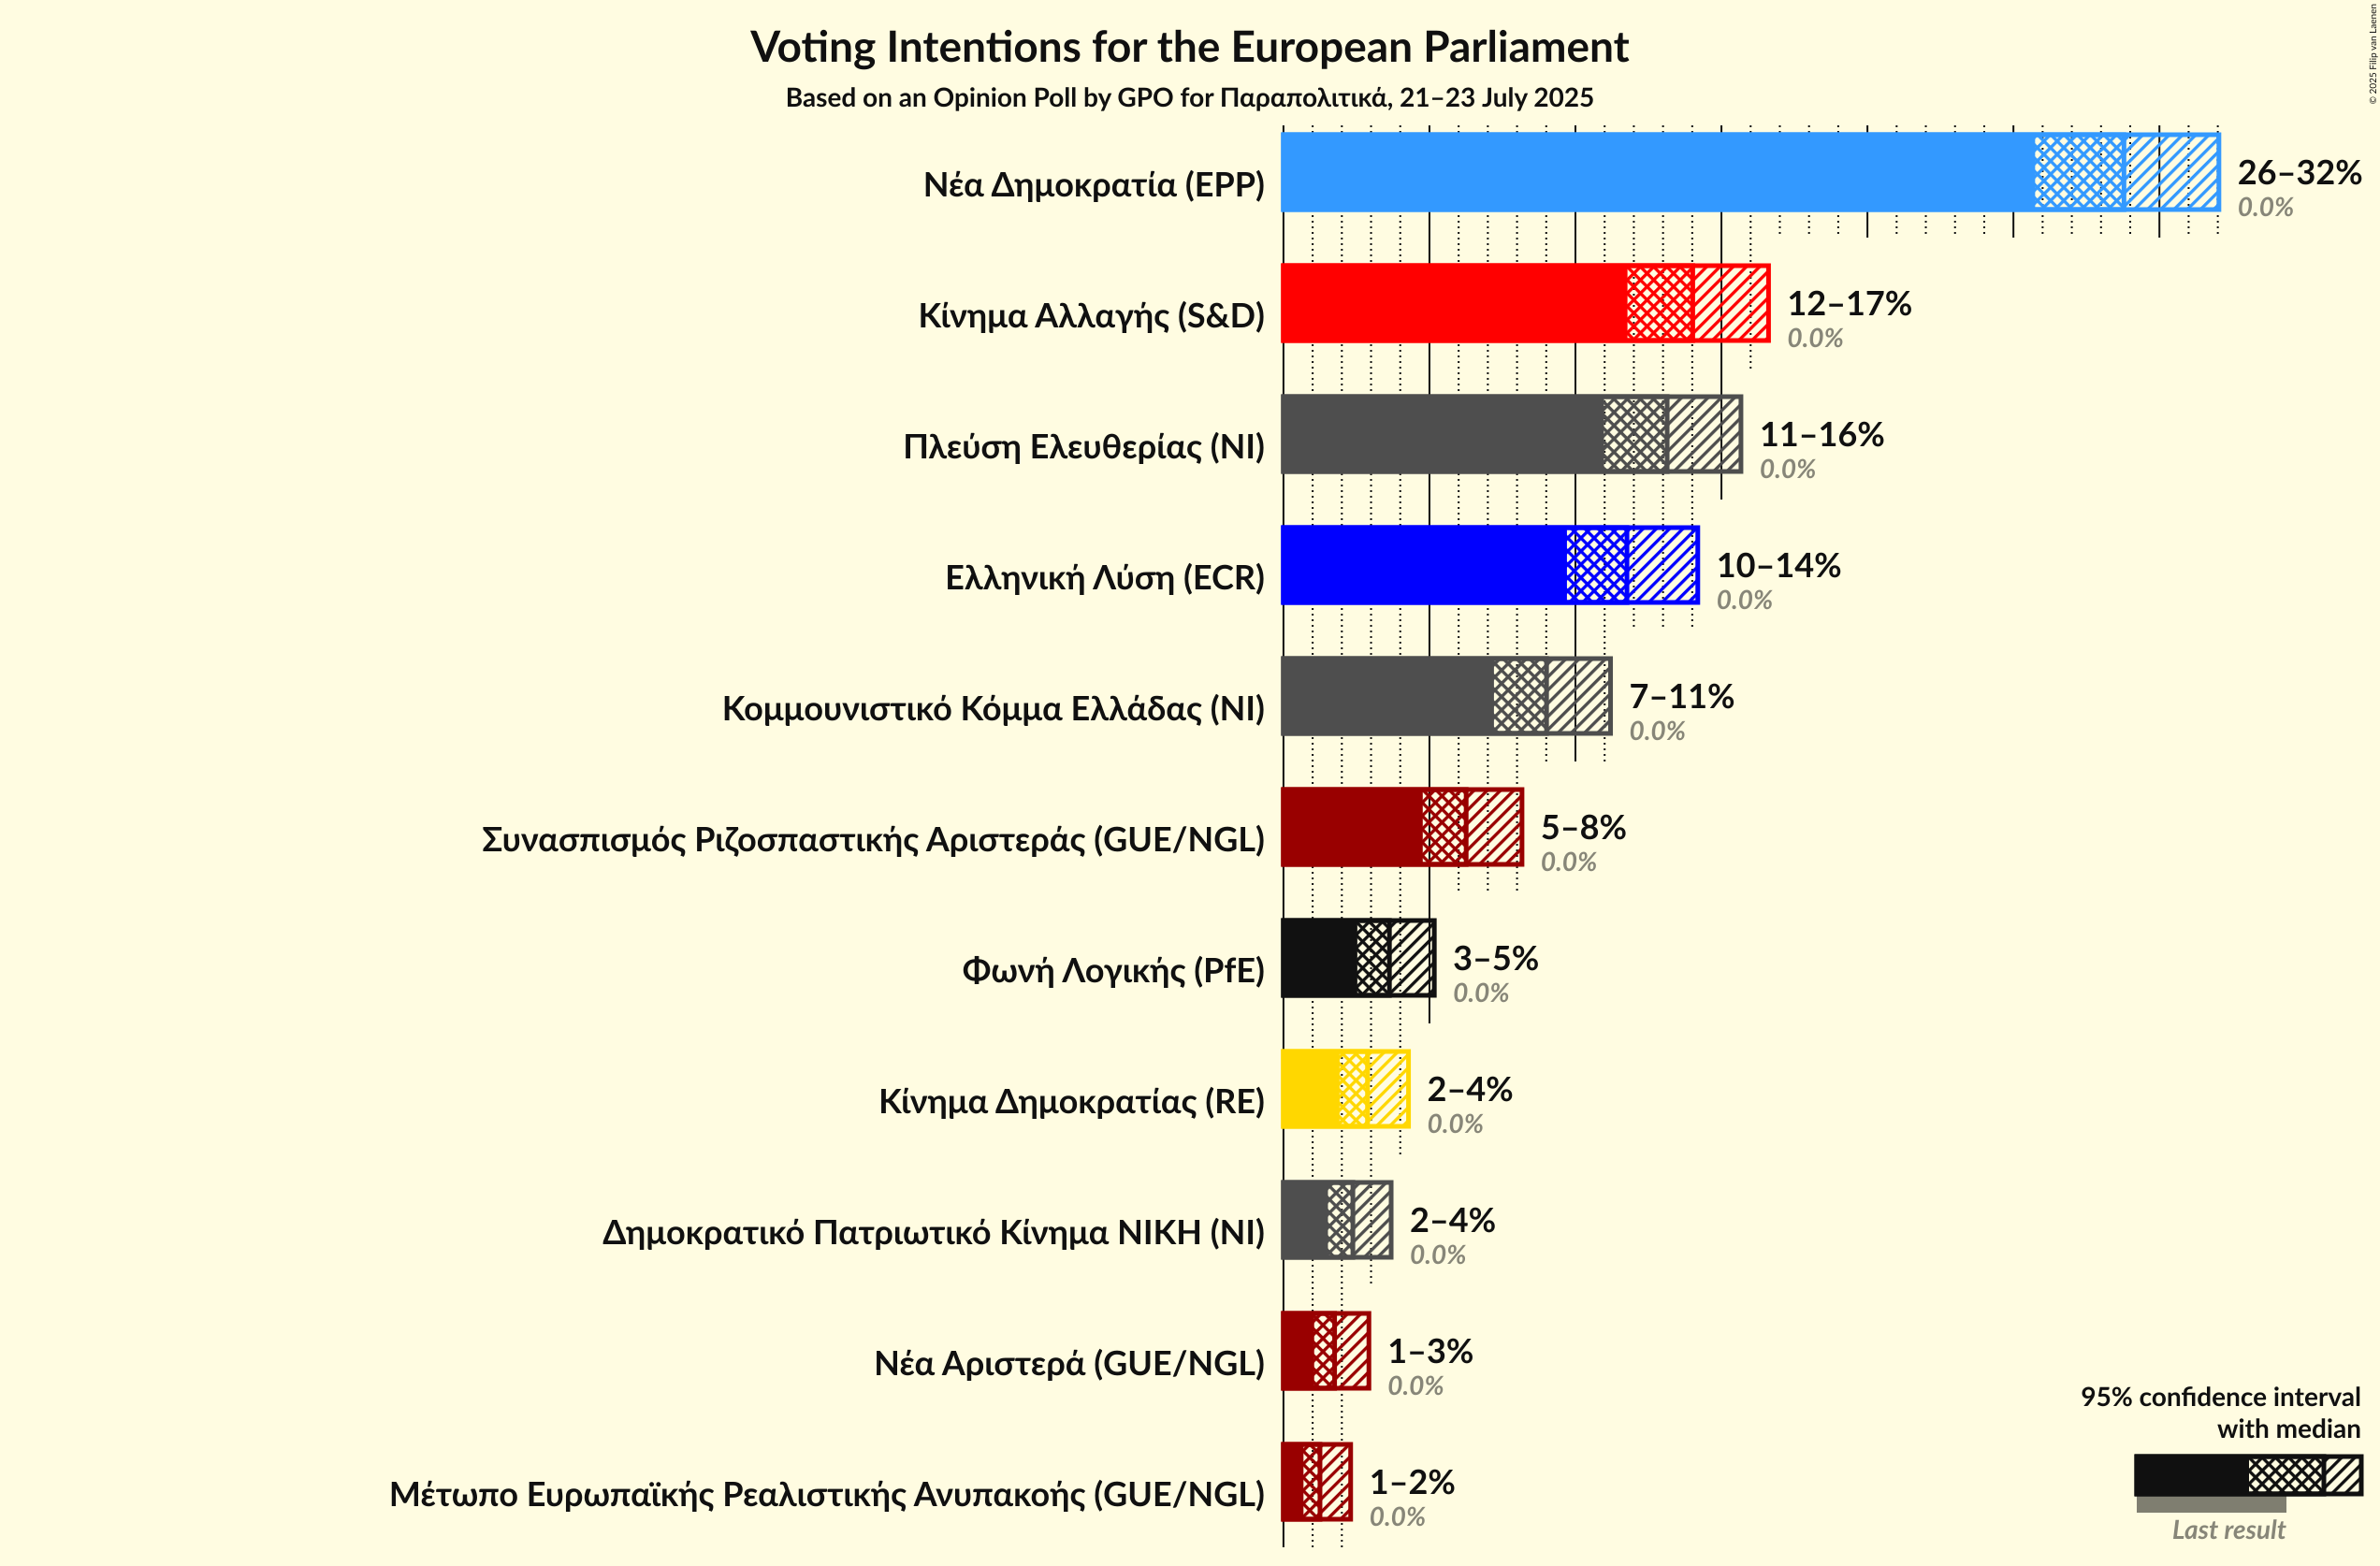 Voting Intentions for the European Parliament
Based on an Opinion Poll by GPO for Παραπολιτικά, 21–23 July 2025
© 2025 Filip van Laenen
Νέα Δημοκρατία (EPP)
26–32%
0.0%
Κίνημα Αλλαγής (S&D)
12–17%
0.0%
Πλεύση Ελευθερίας (NI)
11–16%
0.0%
Ελληνική Λύση (ECR)
10–14%
0.0%
Κομμουνιστικό Κόμμα Ελλάδας (NI)
7–11%
0.0%
Συνασπισμός Ριζοσπαστικής Αριστεράς (GUE/NGL)
5–8%
0.0%
Φωνή Λογικής (PfE)
3–5%
0.0%
Κίνημα Δημοκρατίας (RE)
2–4%
0.0%
Δημοκρατικό Πατριωτικό Κίνημα ΝΙΚΗ (NI)
2–4%
0.0%
Νέα Αριστερά (GUE/NGL)
1–3%
0.0%
Μέτωπο Ευρωπαϊκής Ρεαλιστικής Ανυπακοής (GUE/NGL)
1–2%
0.0%
95% confidence interval
with median
Last result